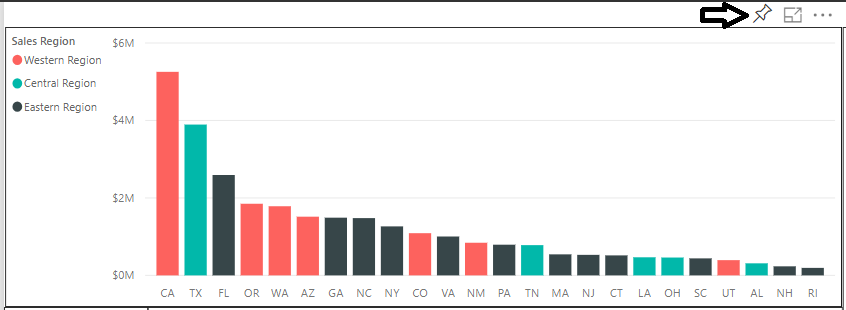 Sales Region
Western Region
Central Region
Eastern Region
$6M
$4M
$2M
$0M
CA TX FL OR WA AZ GA NC NY CO VA NM PA TN MA NJ CT LA OH SC UT AL NH RI